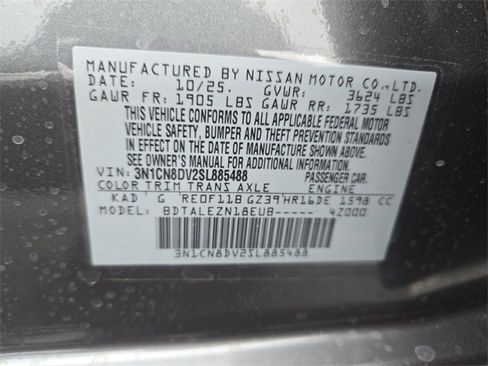 MANUFACTURED BY NISSAN MOTOR CO., LTD.
DATE: 10/25. GVWR: 3624 LBS
GAWR FR: 1905 LBS GAWR RR: 1735 LBS
THIS VEHICLE CONFORMS TO ALL APPLICABLE FEDERAL MOTOR
VEHICLE SAFETY, BUMPER AND THEFT PREVENTION STANDARDS
IN EFFECT ON THE DATE OF MANUFACTURE SHOWN ABOVE.
SEE OWNER'S MANUAL FOR ADDITIONAL INFORMATION.
VIN: 3N1CN8DV2SL885488 PASSENGER CAR
COLOR TRIM TRANS AXLE ENGINE
KAD G RE0F11B GZ39 HR16DE 1598 CC
MODEL: BDTALEZN18EUB----- 42000
3N1CN8DV2SL885488